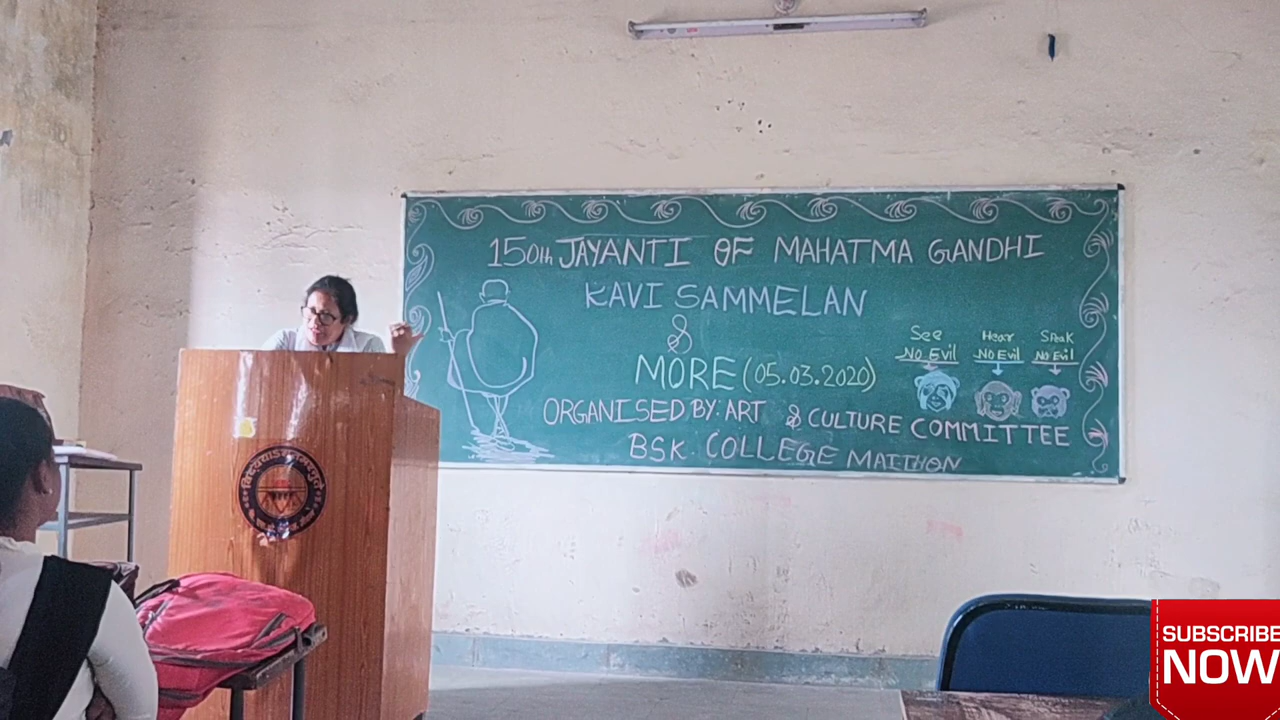 150th JAYANTI OF MAHATMA GANDHI
KAVI SAMMELAN
&
MORE (05.03.2020)
See
NO Evil
Hear
NO Evil
Speak
NO Evil
ORGANISED BY: ART & CULTURE COMMITTEE
BSK. COLLEGE MAITHON
SUBSCRIBE
NOW